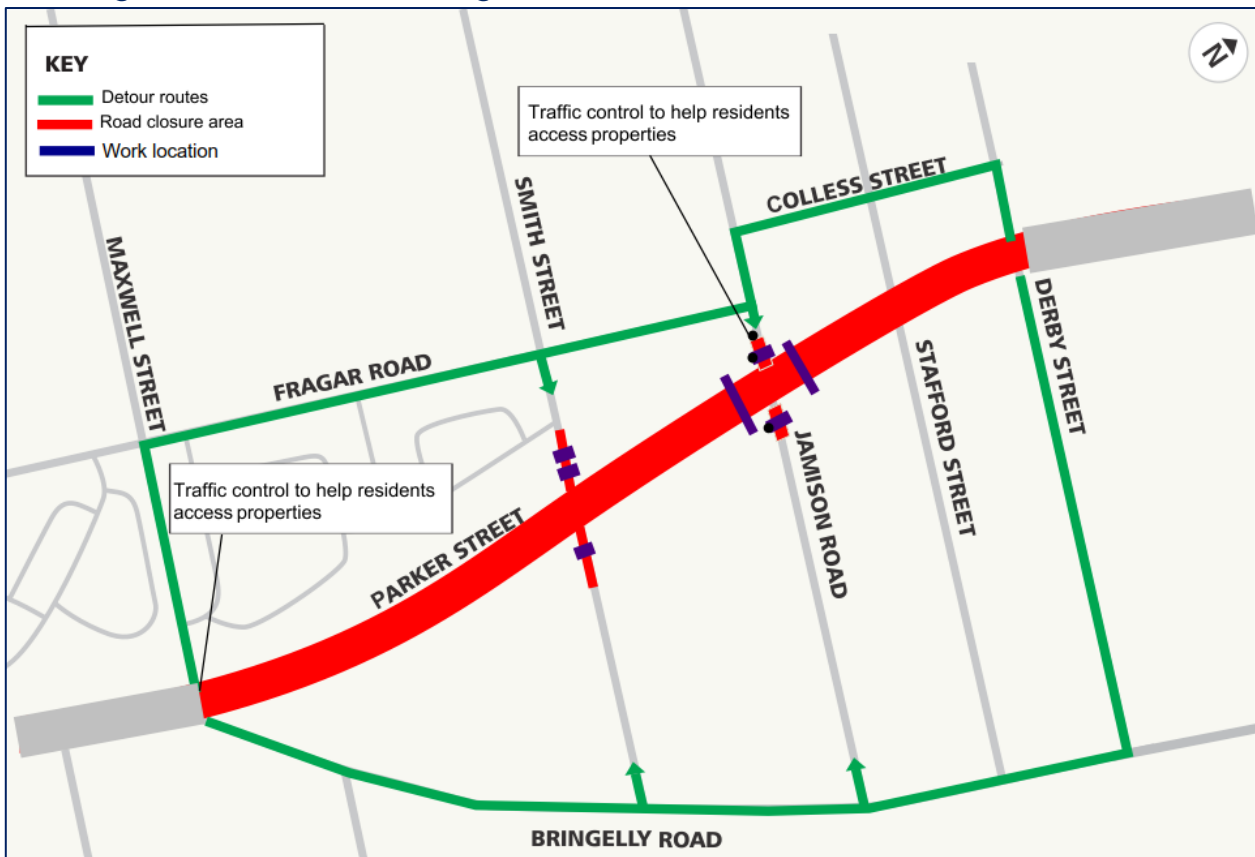 KEY
Detour routes
Road closure area
Work location
N
Traffic control to help residents
access properties
COLLESS STREET
SMITH STREET
MAXWELL STREET
FRAGAR ROAD
DERBY STREET
STAFFORD STREET
JAMISON ROAD
Traffic control to help residents
access properties
PARKER STREET
BRINGELLY ROAD